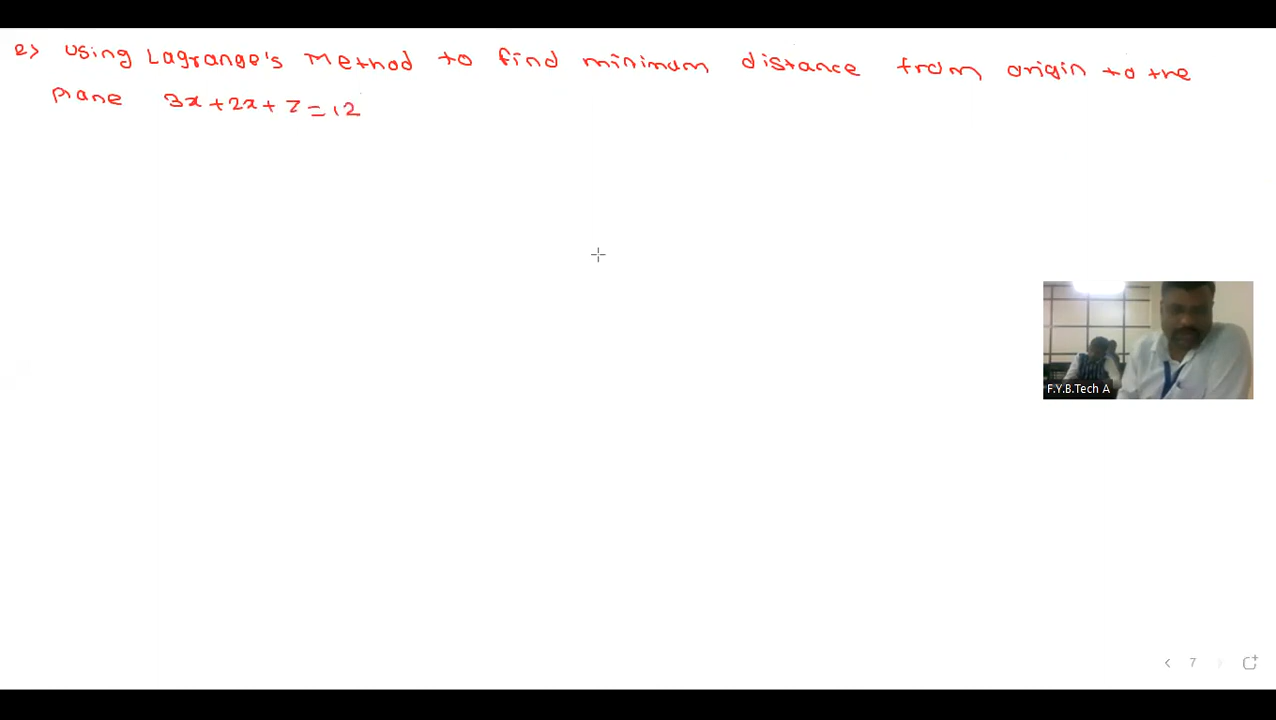 e> using Lagrange's Method to find minimum distance from origin to the
plane 3x+2x+z=12
F.Y.B.Tech A
7